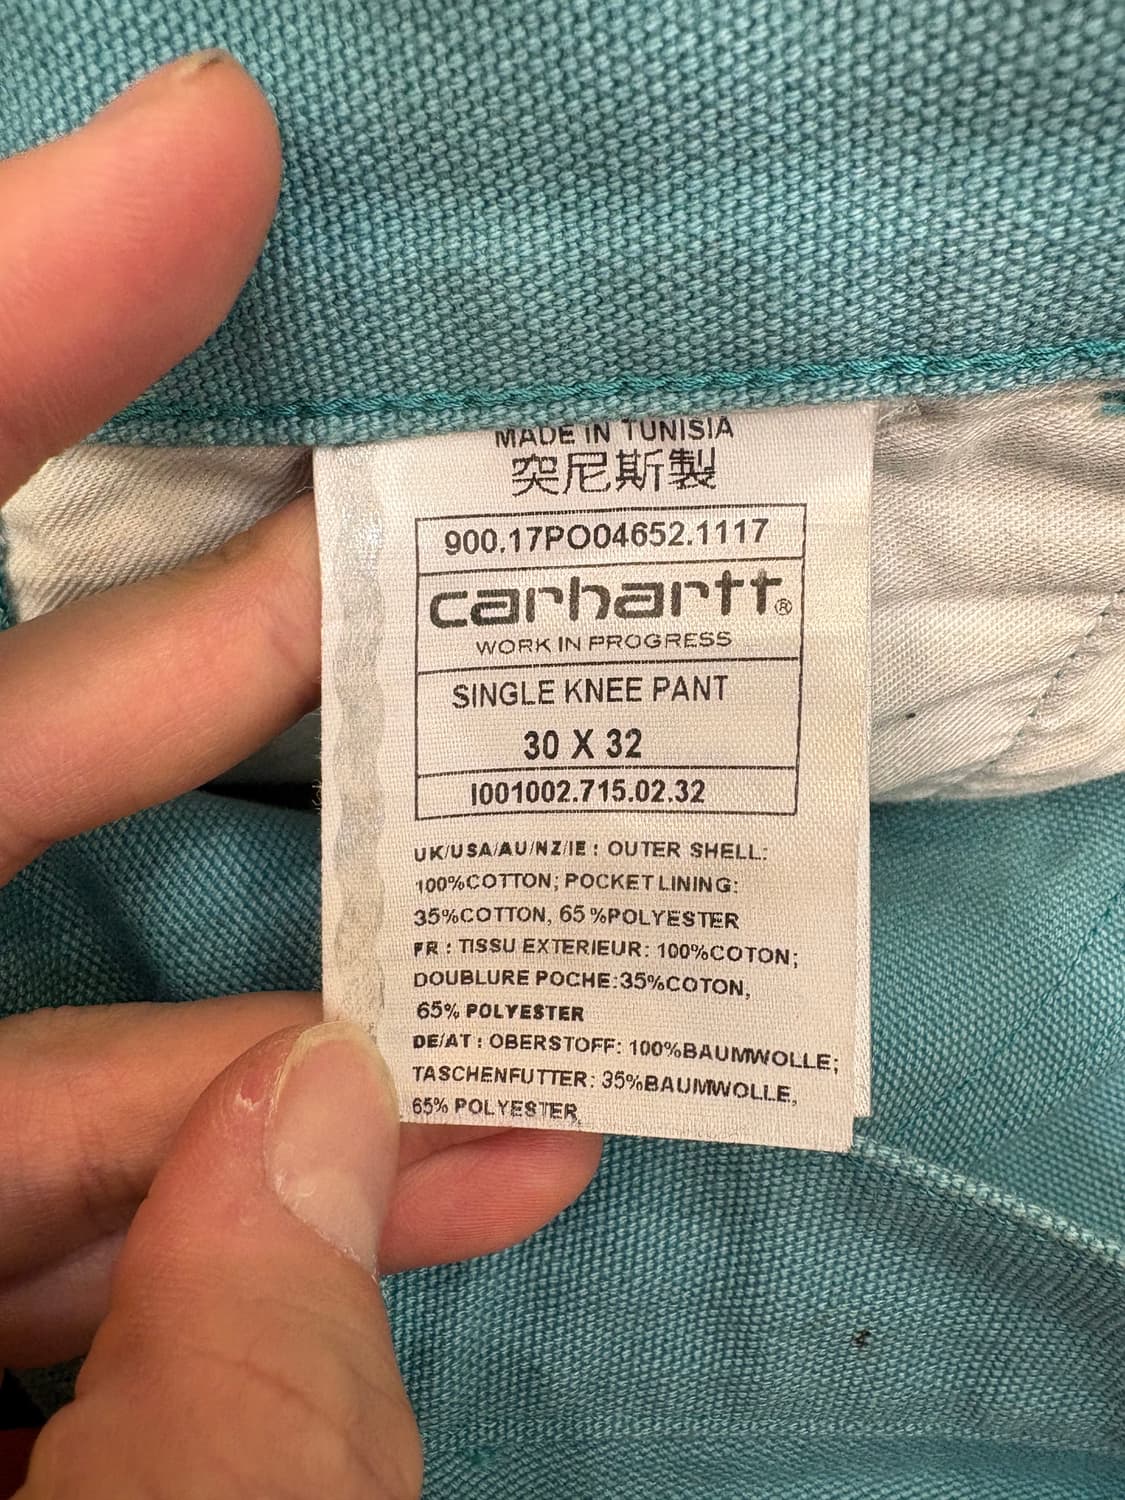 MADE IN TUNISIA
突尼斯製
900.17PO04652.1117
carhartt®
WORK IN PROGRESS
SINGLE KNEE PANT
30 X 32
I001002.715.02.32
UK/USA/AU/NZ/IE : OUTER SHELL:
100%COTTON; POCKET LINING:
35%COTTON, 65%POLYESTER
FR : TISSU EXTERIEUR: 100%COTON;
DOUBLURE POCHE:35%COTON,
65% POLYESTER
DE/AT : OBERSTOFF: 100%BAUMWOLLE;
TASCHENFUTTER: 35%BAUMWOLLE,
65% POLYESTER